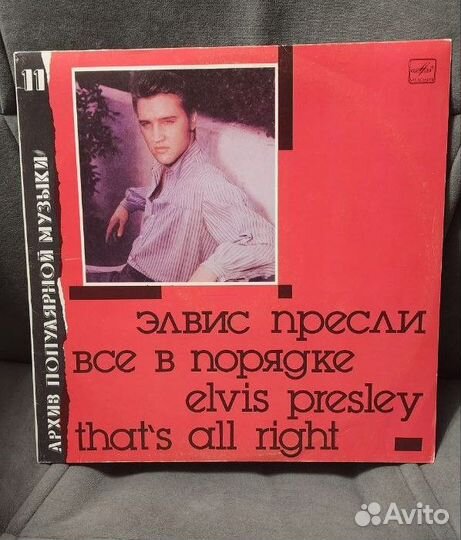 11
АРХИВ ПОПУЛЯРНОЙ МУЗЫКИ
элвис пресли
все в порядке
elvis presley
that's all right
Avito